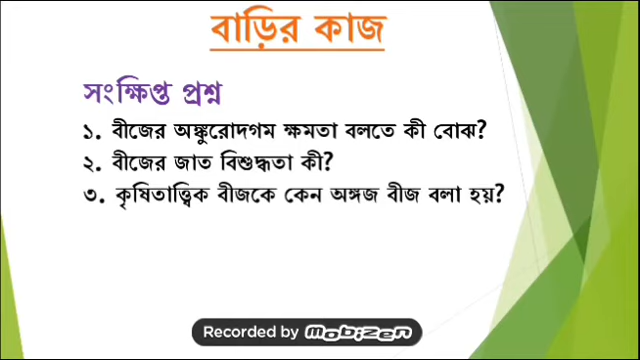 বাড়ির কাজ
সংক্ষিপ্ত প্রশ্ন
১. বীজের অঙ্কুরোদগম ক্ষমতা বলতে কী বোঝ?
২. বীজের জাত বিশুদ্ধতা কী?
৩. কৃষিতাত্ত্বিক বীজকে কেন অঙ্গজ বীজ বলা হয়?
Recorded by mobizen